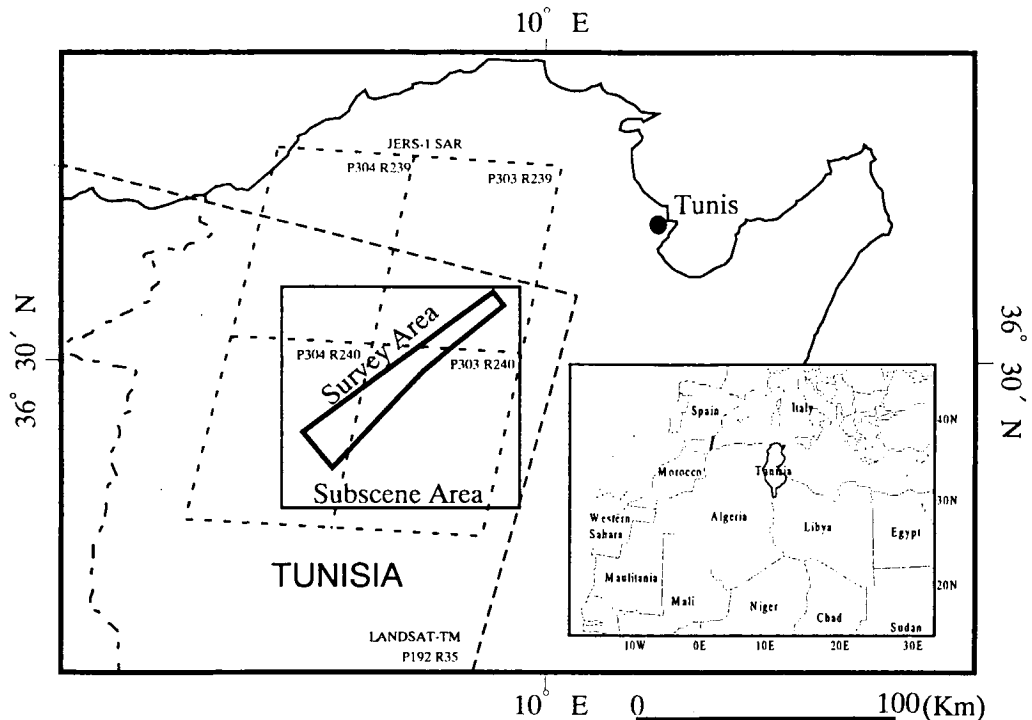 10° E
JERS-1 SAR
P304 R239
P303 R239
Tunis
36° 30′ N
36° 30′ N
Survey Area
P304 R240
P303 R240
Subscene Area
TUNISIA
LANDSAT-TM
P192 R35
Spain
Italy
40N
Morocco
Tunisia
30N
Western
Sahara
Algeria
Libya
Egypt
Maulitania
20N
Mali
Niger
Chad
Sudan
10W 0E 10E 20E 30E
10° E
0 100 (Km)